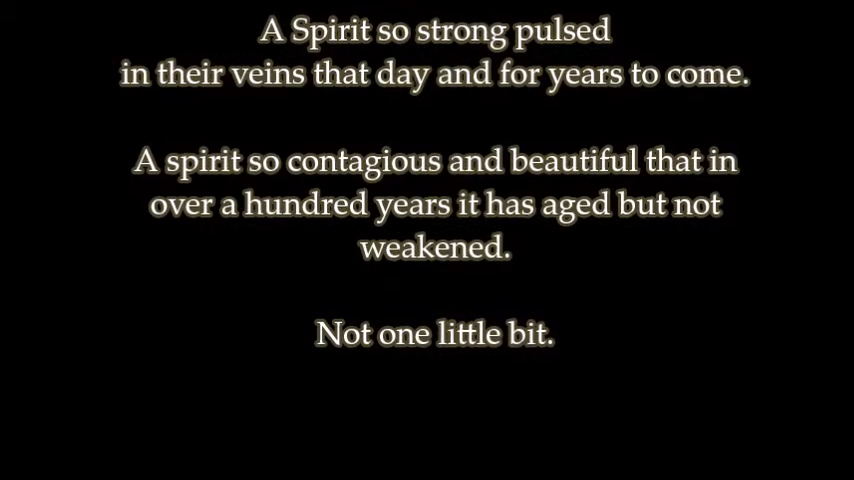 A Spirit so strong pulsed
in their veins that day and for years to come.
A spirit so contagious and beautiful that in
over a hundred years it has aged but not
weakened.
Not one little bit.